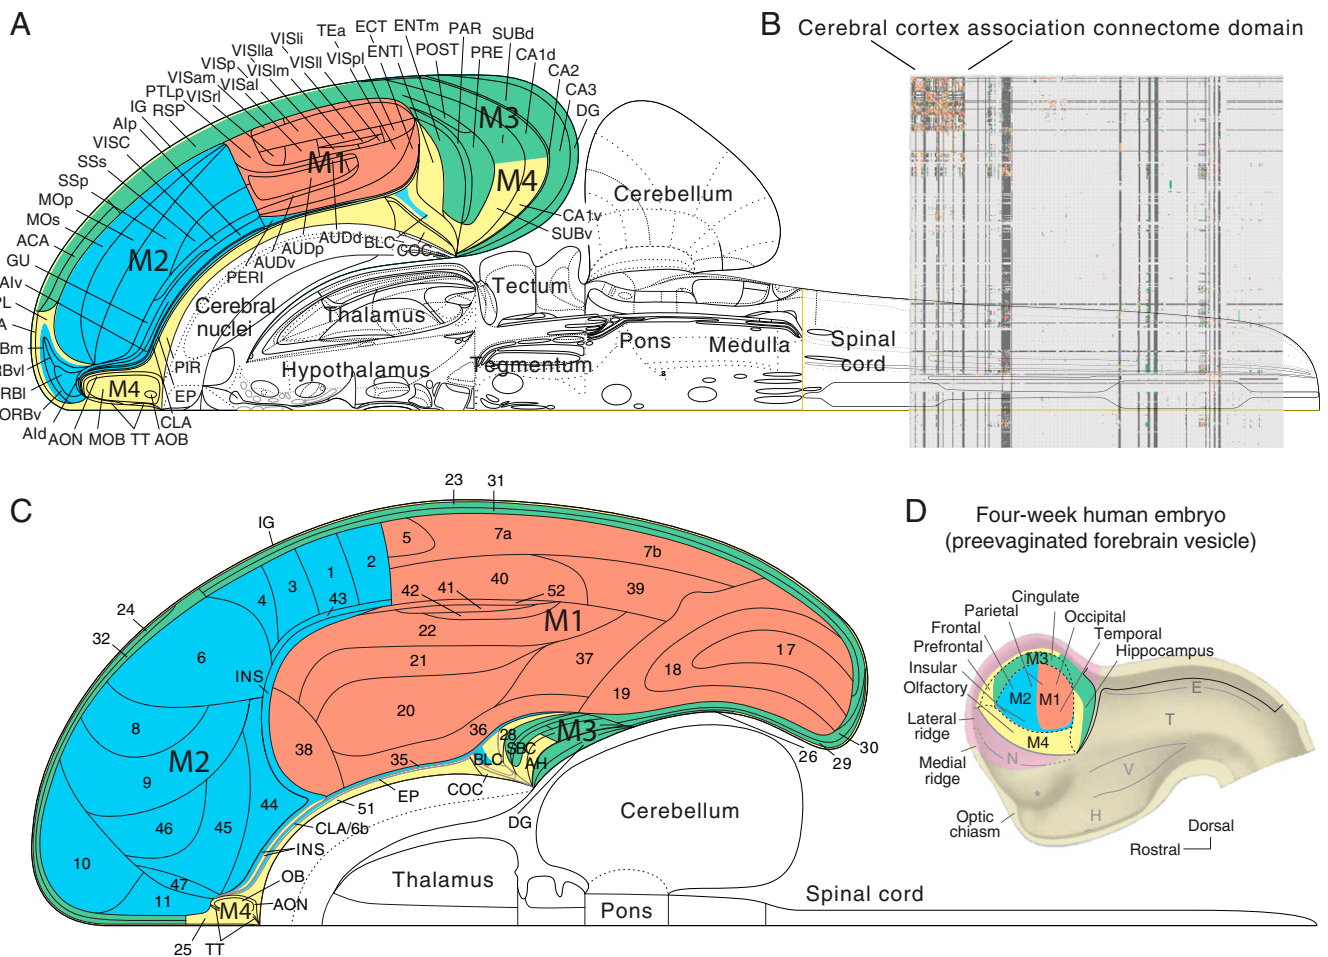 A
B
Cerebral cortex association connectome domain
TEa
ECT
ENTm
PAR
SUBd
VISli
VISlla
VISll
VISpl
ENTl
POST
PRE
CA1d
VISp
VISlm
CA2
VISam
VISal
CA3
PTLp
VISrl
DG
IG
RSP
AIp
VISC
SSs
SSp
MOp
MOs
ACA
GU
AIv
PL
A
Bm
RBvl
RBl
ORBv
AId
AON
MOB
TT
AOB
CLA
EP
PIR
M1
M2
M3
M4
M4
CA1v
SUBv
COC
BLC
AUDd
AUDp
AUDv
PERI
Cerebral
nuclei
Thalamus
Hypothalamus
Tectum
Tegmentum
Cerebellum
Pons
Medulla
Spinal
cord
C
23
31
IG
24
32
5
7a
7b
2
1
3
4
43
42
41
40
52
39
M1
22
6
INS
21
37
17
18
20
19
8
38
36
28
M3
SBC
BLC
AH
M2
35
26
30
29
9
COC
EP
51
DG
44
46
45
CLA/6b
INS
10
47
OB
11
M4
AON
25
TT
Cerebellum
Thalamus
Pons
Spinal cord
D
Four-week human embryo
(preevaginated forebrain vesicle)
Cingulate
Parietal
Occipital
Frontal
Temporal
Prefrontal
Hippocampus
Insular
Olfactory
M3
M2
M1
M4
E
T
Lateral
ridge
Medial
ridge
N
V
*
H
Optic
chiasm
Dorsal
Rostral